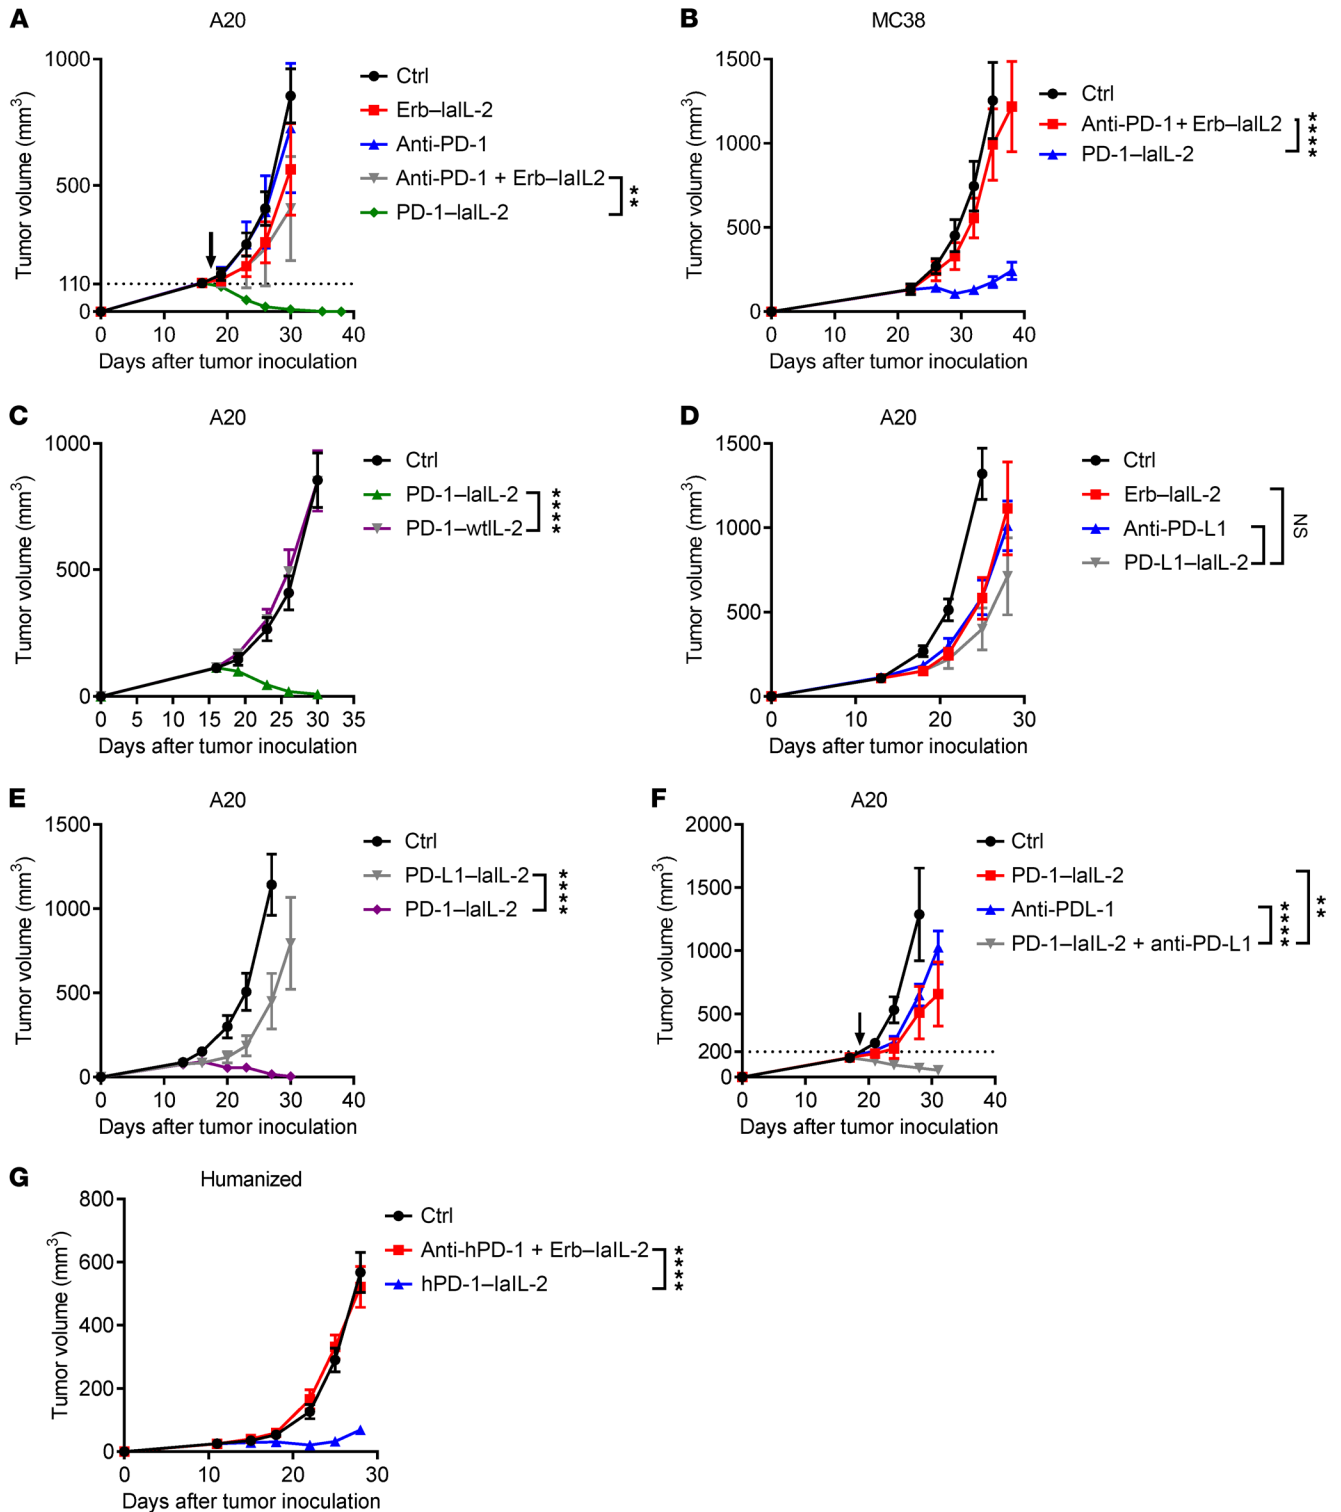 A
A20
Tumor volume (mm3)
1000
500
110
0
0 10 20 30 40
Days after tumor inoculation
Ctrl
Erb–laIL-2
Anti-PD-1
Anti-PD-1 + Erb–laIL2
PD-1–laIL-2
**
B
MC38
Tumor volume (mm3)
1500
1000
500
0
0 10 20 30 40
Days after tumor inoculation
Ctrl
Anti-PD-1 + Erb–laIL2
PD-1–laIL-2
****
C
A20
Tumor volume (mm3)
1000
500
0
0 5 10 15 20 25 30 35
Days after tumor inoculation
Ctrl
PD-1–laIL-2
PD-1–wtIL-2
****
D
A20
Tumor volume (mm3)
1500
1000
500
0
0 10 20 30
Days after tumor inoculation
Ctrl
Erb–laIL-2
Anti-PD-L1
PD-L1–laIL-2
NS
E
A20
Tumor volume (mm3)
1500
1000
500
0
0 10 20 30 40
Days after tumor inoculation
Ctrl
PD-L1–laIL-2
PD-1–laIL-2
****
F
A20
Tumor volume (mm3)
2000
1500
1000
500
200
0
0 10 20 30 40
Days after tumor inoculation
Ctrl
PD-1–laIL-2
Anti-PDL-1
PD-1–laIL-2 + anti-PD-L1
****
**
G
Humanized
Tumor volume (mm3)
800
600
400
200
0
0 10 20 30
Days after tumor inoculation
Ctrl
Anti-hPD-1 + Erb–laIL-2
hPD-1–laIL-2
****